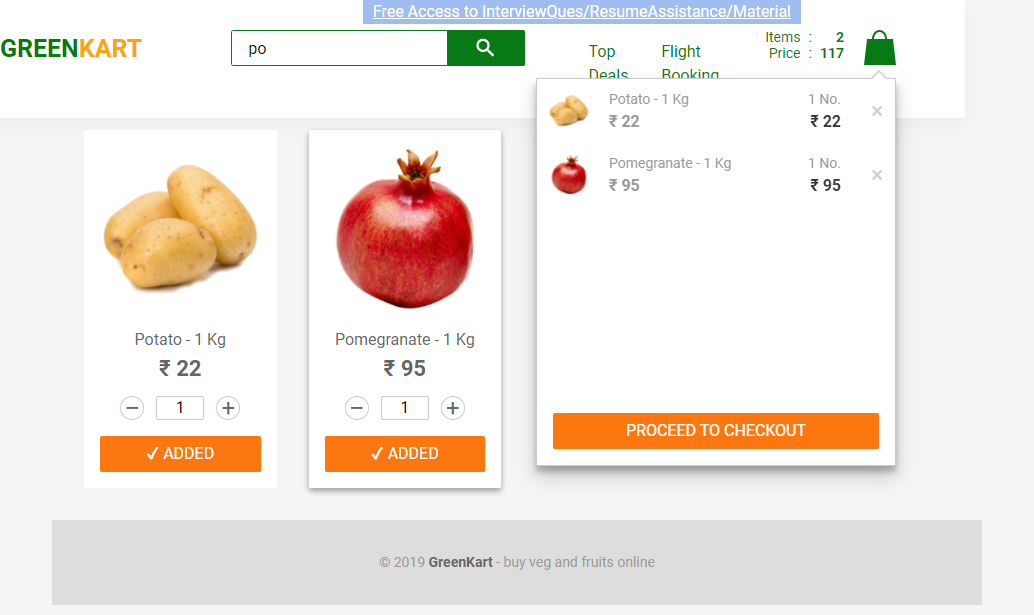 Free Access to InterviewQues/ResumeAssistance/Material
GREENKART
po
Top
Deals
Flight
Booking
Items : 2
Price : 117
Potato - 1 Kg 1 No. ×
₹ 22 ₹ 22
Pomegranate - 1 Kg 1 No. ×
₹ 95 ₹ 95
PROCEED TO CHECKOUT
Potato - 1 Kg
₹ 22
− 1 +
✓ ADDED
Pomegranate - 1 Kg
₹ 95
− 1 +
✓ ADDED
© 2019 GreenKart - buy veg and fruits online